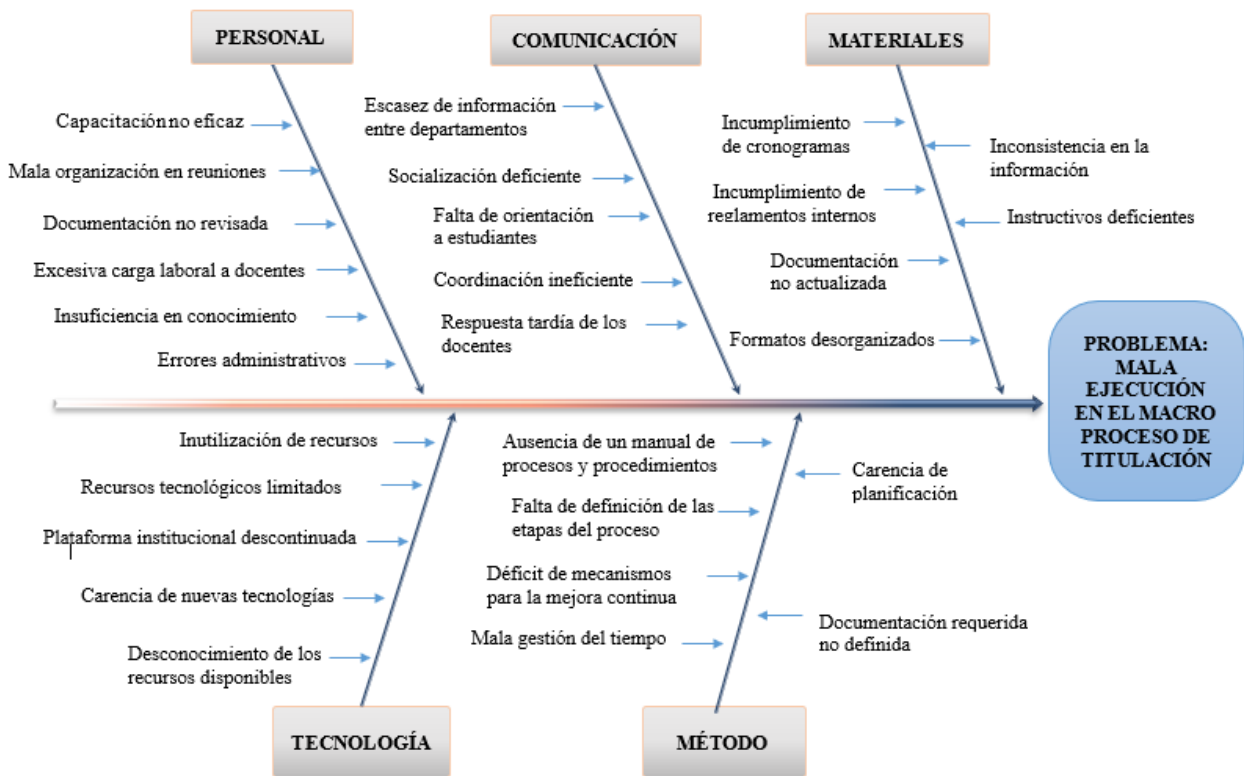 PERSONAL
Capacitación no eficaz
Mala organización en reuniones
Documentación no revisada
Excesiva carga laboral a docentes
Insuficiencia en conocimiento
Errores administrativos
COMUNICACIÓN
Escasez de información
entre departamentos
Socialización deficiente
Falta de orientación
a estudiantes
Coordinación ineficiente
Respuesta tardía de los
docentes
MATERIALES
Incumplimiento
de cronogramas
Inconsistencia en la
información
Incumplimiento de
reglamentos internos
Instructivos deficientes
Documentación
no actualizada
Formatos desorganizados
PROBLEMA:
MALA
EJECUCIÓN
EN EL MACRO
PROCESO DE
TITULACIÓN
Inutilización de recursos
Recursos tecnológicos limitados
Plataforma institucional descontinuada
Carencia de nuevas tecnologías
Desconocimiento de los
recursos disponibles
TECNOLOGÍA
Ausencia de un manual de
procesos y procedimientos
Carencia de
planificación
Falta de definición de las
etapas del proceso
Déficit de mecanismos
para la mejora continua
Documentación requerida
no definida
Mala gestión del tiempo
MÉTODO